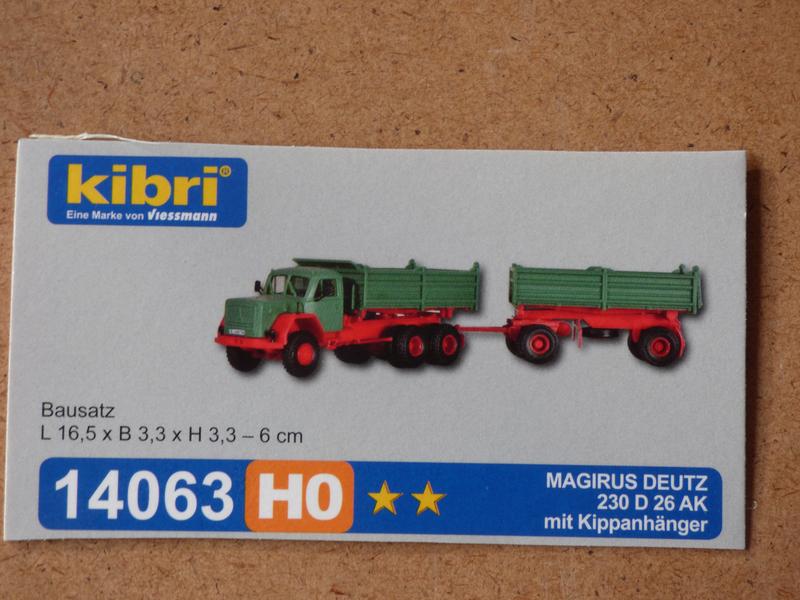 kibri®
Eine Marke von Viessmann
Bausatz
L 16,5 x B 3,3 x H 3,3 – 6 cm
14063 H0
MAGIRUS DEUTZ
230 D 26 AK
mit Kippanhänger